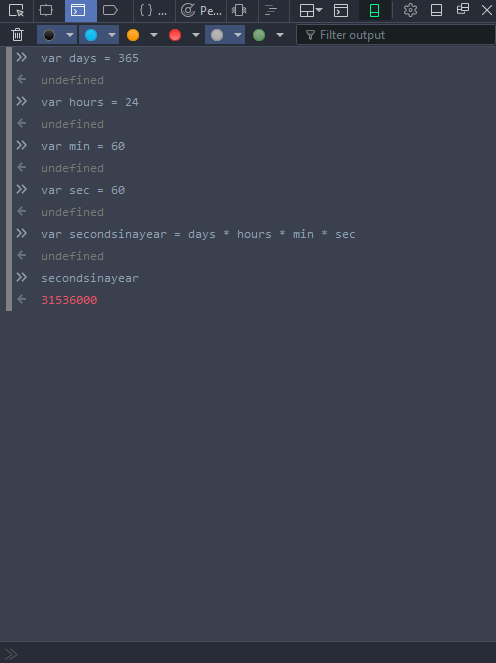 { } ... Pe...
Filter output
var days = 365
undefined
var hours = 24
undefined
var min = 60
undefined
var sec = 60
undefined
var secondsinayear = days * hours * min * sec
undefined
secondsinayear
31536000